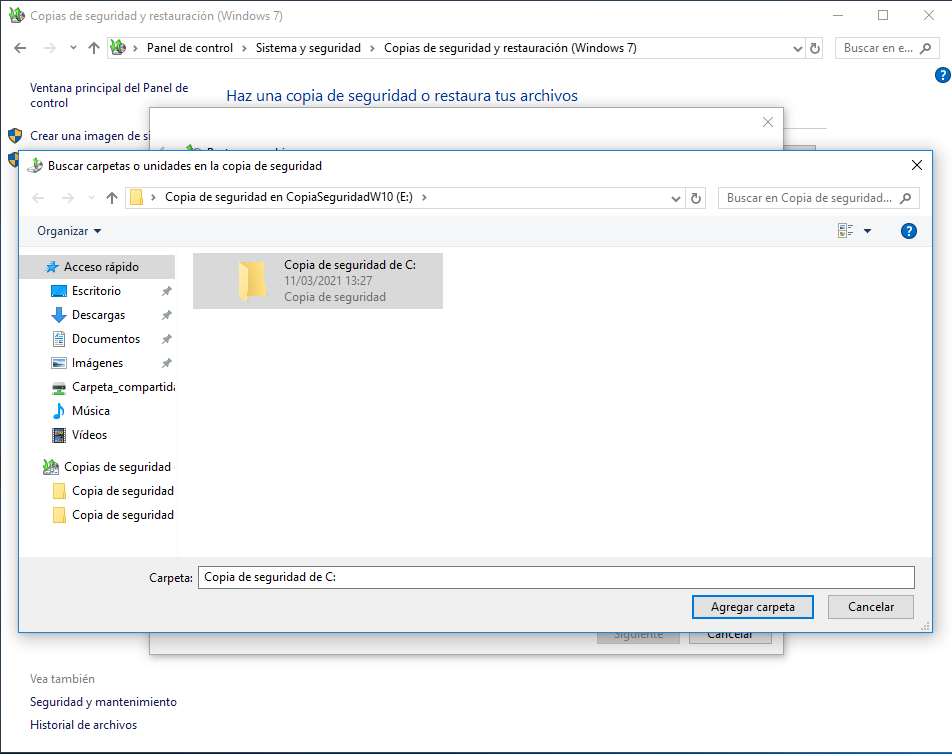 Copias de seguridad y restauración (Windows 7)
Panel de control > Sistema y seguridad > Copias de seguridad y restauración (Windows 7)
Buscar en e...
Ventana principal del Panel de
control
Haz una copia de seguridad o restaura tus archivos
Crear una imagen de si
Buscar carpetas o unidades en la copia de seguridad
Copia de seguridad en CopiaSeguridadW10 (E:) >
Buscar en Copia de seguridad...
Organizar
Acceso rápido
Escritorio
Descargas
Documentos
Imágenes
Carpeta_compartida
Música
Vídeos
Copias de seguridad
Copia de seguridad
Copia de seguridad
Copia de seguridad de C:
11/03/2021 13:27
Copia de seguridad
Carpeta:
Copia de seguridad de C:
Agregar carpeta
Cancelar
Siguiente
Cancelar
Vea también
Seguridad y mantenimiento
Historial de archivos